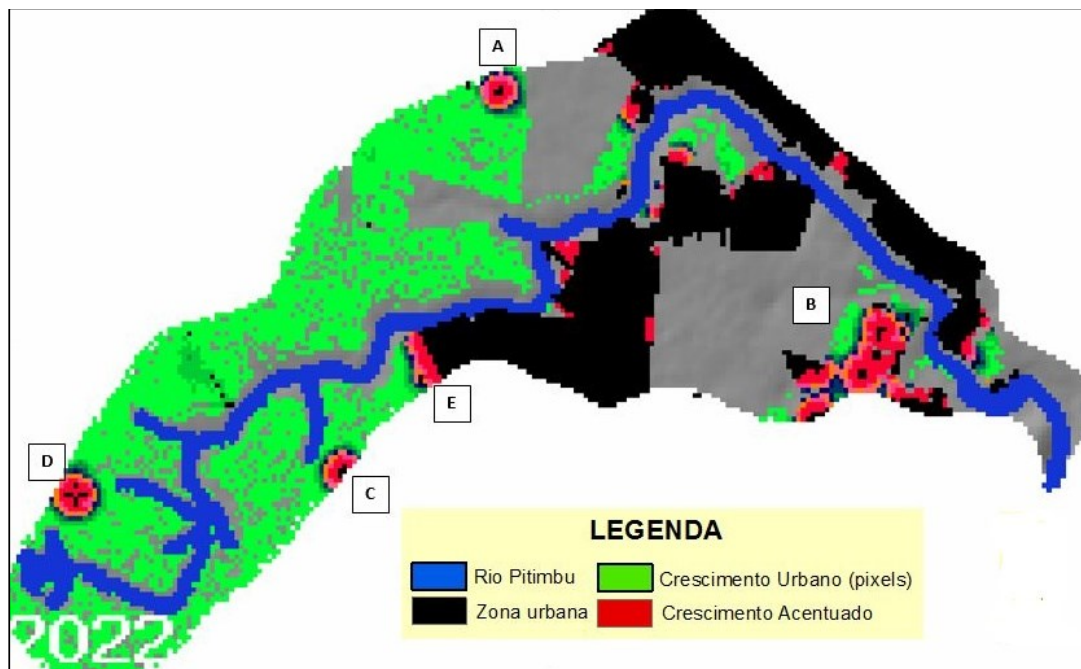 A
B
E
D
C
LEGENDA
Rio Pitimbu
Crescimento Urbano (pixels)
Zona urbana
Crescimento Acentuado
2022